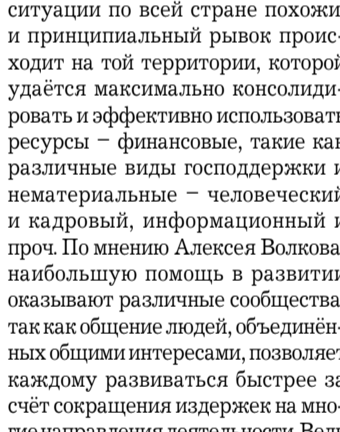 ситуации по всей стране похожи
и принципиальный рывок проис-
ходит на той территории, которой
удаётся максимально консолиди-
ровать и эффективно использовать
ресурсы – финансовые, такие как
различные виды господдержки и
нематериальные – человеческий
и кадровый, информационный и
проч. По мнению Алексея Волкова
наибольшую помощь в развитии
оказывают различные сообщества
так как общение людей, объединён-
ных общими интересами, позволяет
каждому развиваться быстрее за
счёт сокращения издержек на мно-
гие направления деятельности.